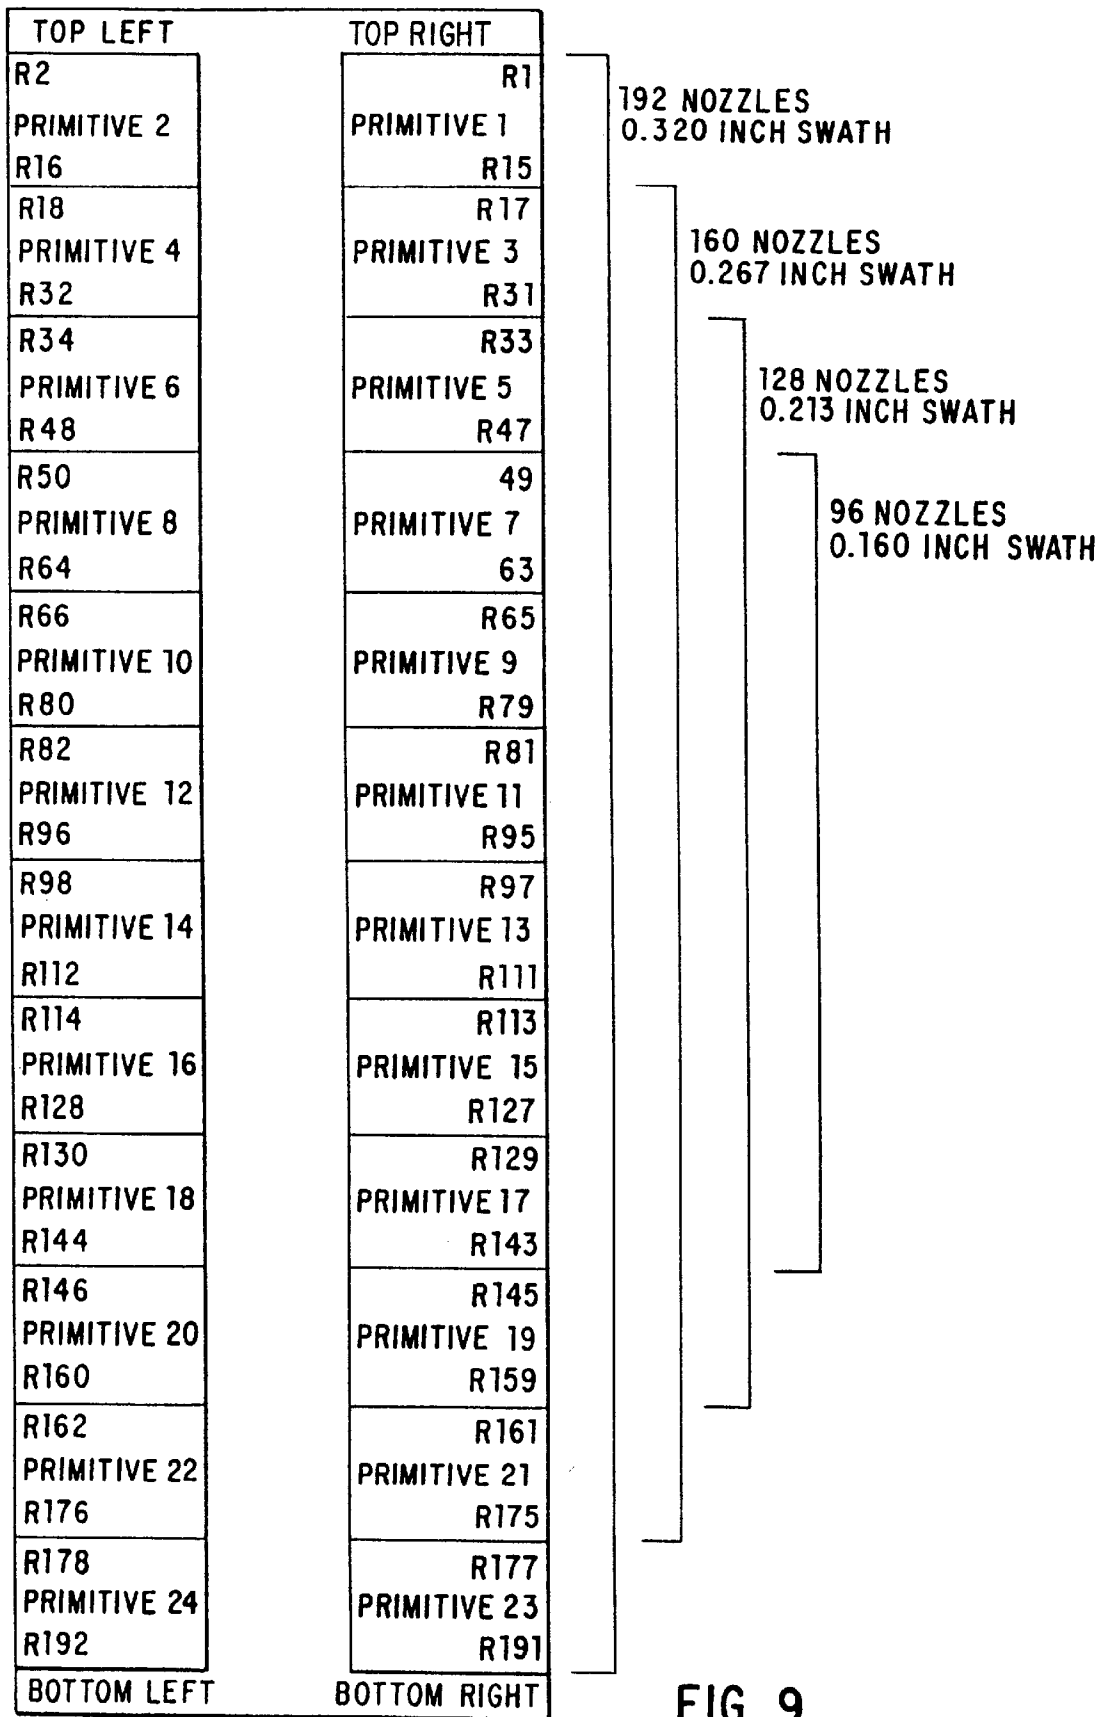 TOP LEFT TOP RIGHT
R2 R1
PRIMITIVE 2 PRIMITIVE 1
R16 R15
R18 R17
PRIMITIVE 4 PRIMITIVE 3
R32 R31
R34 R33
PRIMITIVE 6 PRIMITIVE 5
R48 R47
R50 49
PRIMITIVE 8 PRIMITIVE 7
R64 63
R66 R65
PRIMITIVE 10 PRIMITIVE 9
R80 R79
R82 R81
PRIMITIVE 12 PRIMITIVE 11
R96 R95
R98 R97
PRIMITIVE 14 PRIMITIVE 13
R112 R111
R114 R113
PRIMITIVE 16 PRIMITIVE 15
R128 R127
R130 R129
PRIMITIVE 18 PRIMITIVE 17
R144 R143
R146 R145
PRIMITIVE 20 PRIMITIVE 19
R160 R159
R162 R161
PRIMITIVE 22 PRIMITIVE 21
R176 R175
R178 R177
PRIMITIVE 24 PRIMITIVE 23
R192 R191
BOTTOM LEFT BOTTOM RIGHT
192 NOZZLES
0.320 INCH SWATH
160 NOZZLES
0.267 INCH SWATH
128 NOZZLES
0.213 INCH SWATH
96 NOZZLES
0.160 INCH SWATH
FIG 9